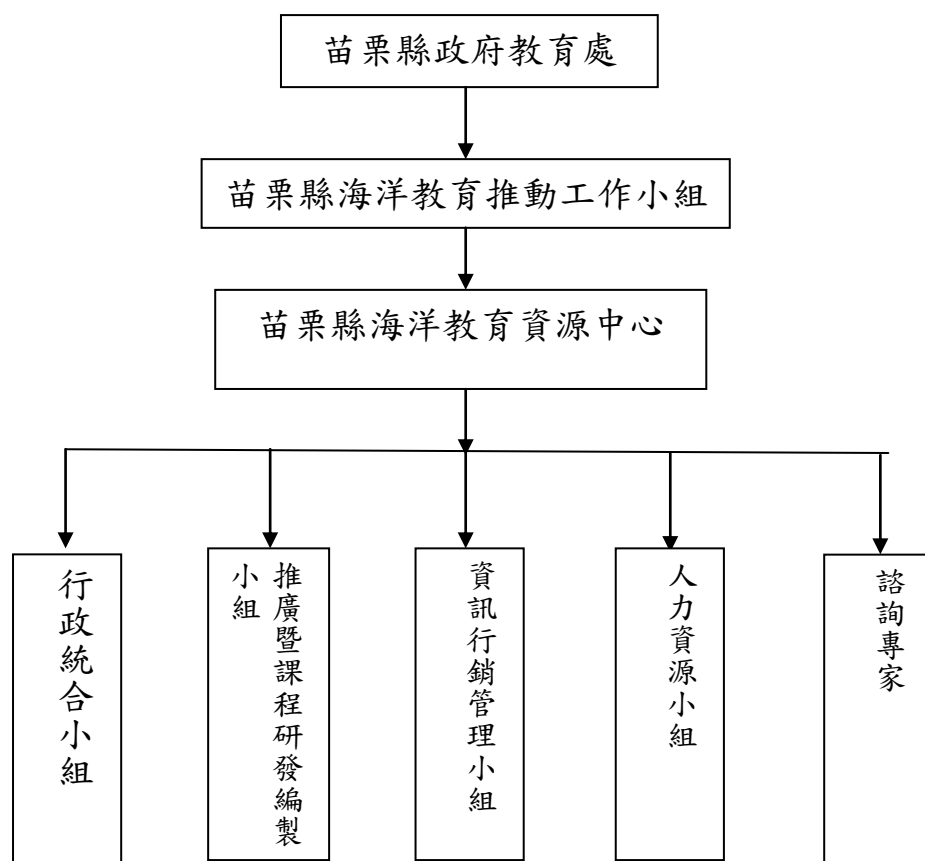 苗栗縣政府教育處
苗栗縣海洋教育推動工作小組
苗栗縣海洋教育資源中心
行政統合小組
推廣暨課程研發編製
小組
資訊行銷管理小組
人力資源小組
諮詢專家